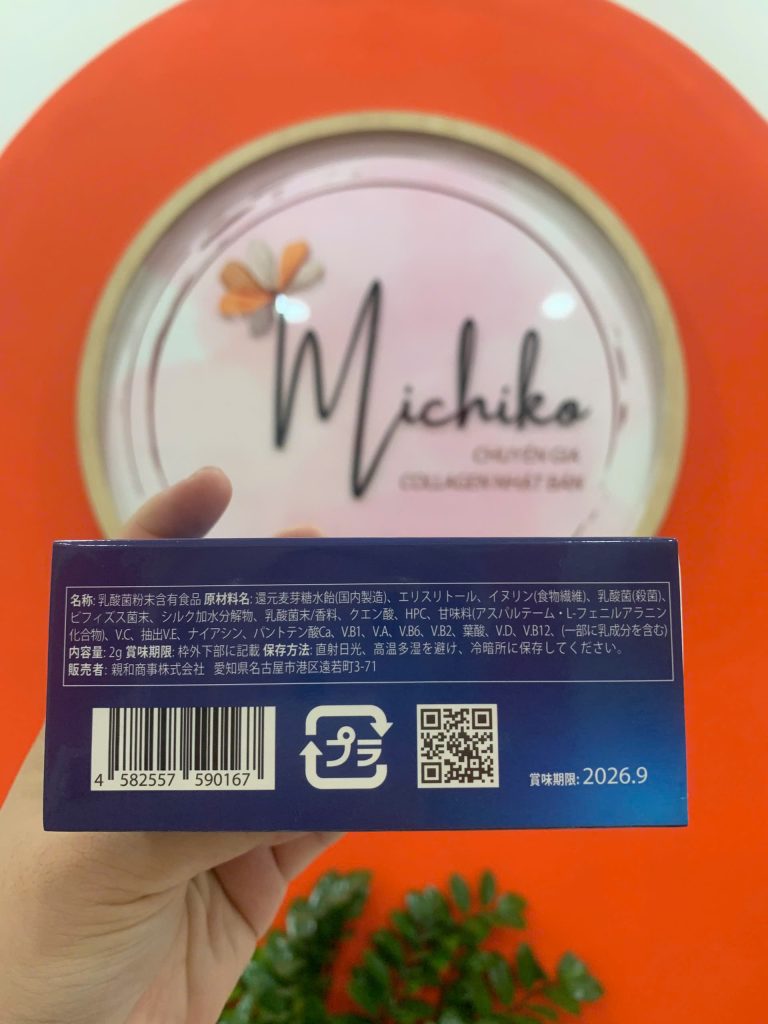 Michiko
CHUYÊN GIA
COLLAGEN NHẬT BẢN
名称: 乳酸菌粉末含有食品 原材料名: 還元麦芽糖水飴(国内製造)、エリスリトール、イヌリン(食物繊維)、乳酸菌(殺菌)、
ビフィズス菌末、シルク加水分解物、乳酸菌末/香料、クエン酸、HPC、甘味料(アスパルテーム・L-フェニルアラニン
化合物)、V.C、抽出V.E、ナイアシン、パントテン酸Ca、V.B1、V.A、V.B6、V.B2、葉酸、V.D、V.B12、(一部に乳成分を含む)
内容量: 2g 賞味期限: 枠外下部に記載 保存方法: 直射日光、高温多湿を避け、冷暗所に保存してください。
販売者: 親和商事株式会社 愛知県名古屋市港区遠若町3-71
4 582557 590167
プラ
賞味期限: 2026.9